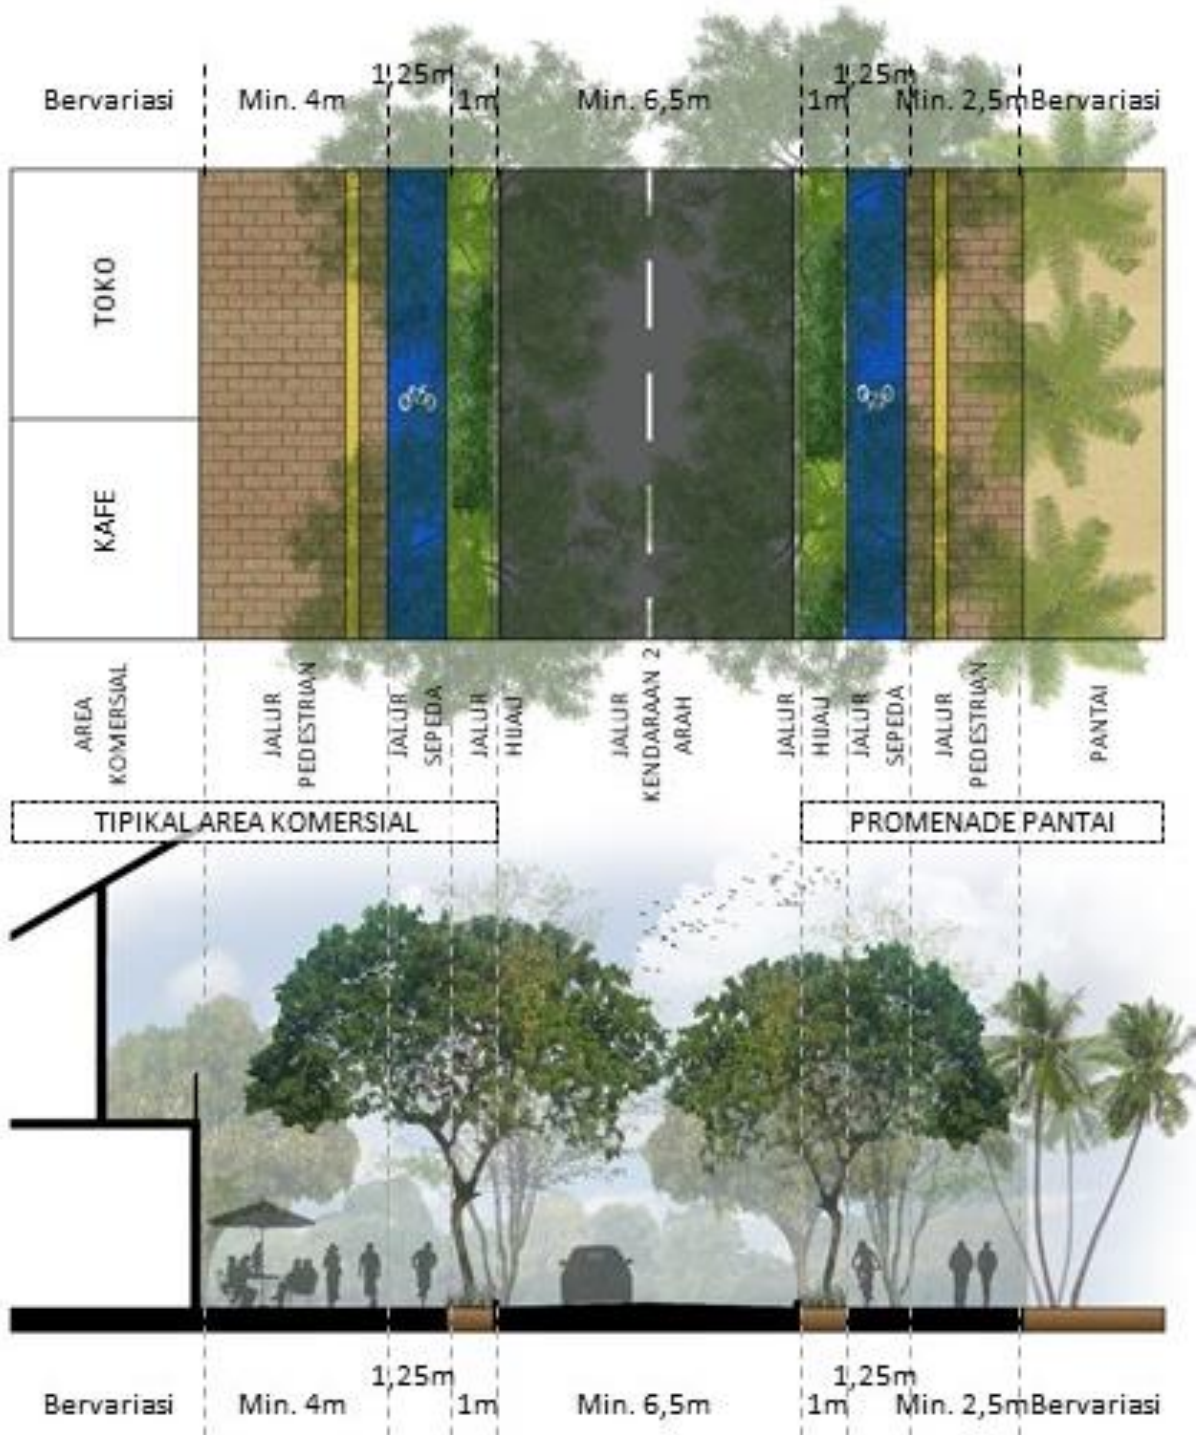 1,25m
1,25m
Bervariasi
Min. 4m
1m
Min. 6,5m
1m
Min. 2,5m
Bervariasi
TOKO
KAFE
AREA
KOMERSIAL
JALUR
PEDESTRIAN
JALUR
SEPEDA
JALUR
HIJAU
JALUR
KENDARAAN 2
ARAH
JALUR
HIJAU
JALUR
SEPEDA
JALUR
PEDESTRIAN
PANTAI
TIPIKAL AREA KOMERSIAL
PROMENADE PANTAI
1,25m
1,25m
Bervariasi
Min. 4m
1m
Min. 6,5m
1m
Min. 2,5m
Bervariasi